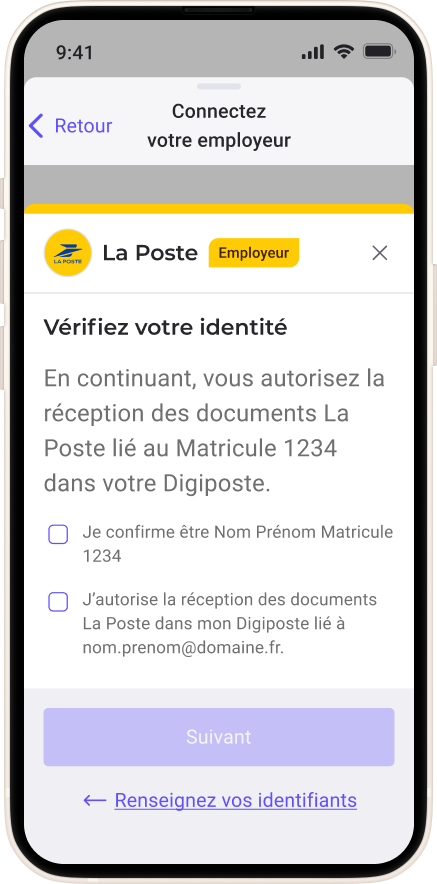 9:41
Retour
Connectez
votre employeur
LA POSTE
La Poste
Employeur
Vérifiez votre identité
En continuant, vous autorisez la
réception des documents La
Poste lié au Matricule 1234
dans votre Digiposte.
Je confirme être Nom Prénom Matricule
1234
J’autorise la réception des documents
La Poste dans mon Digiposte lié à
nom.prenom@domaine.fr.
Suivant
Renseignez vos identifiants